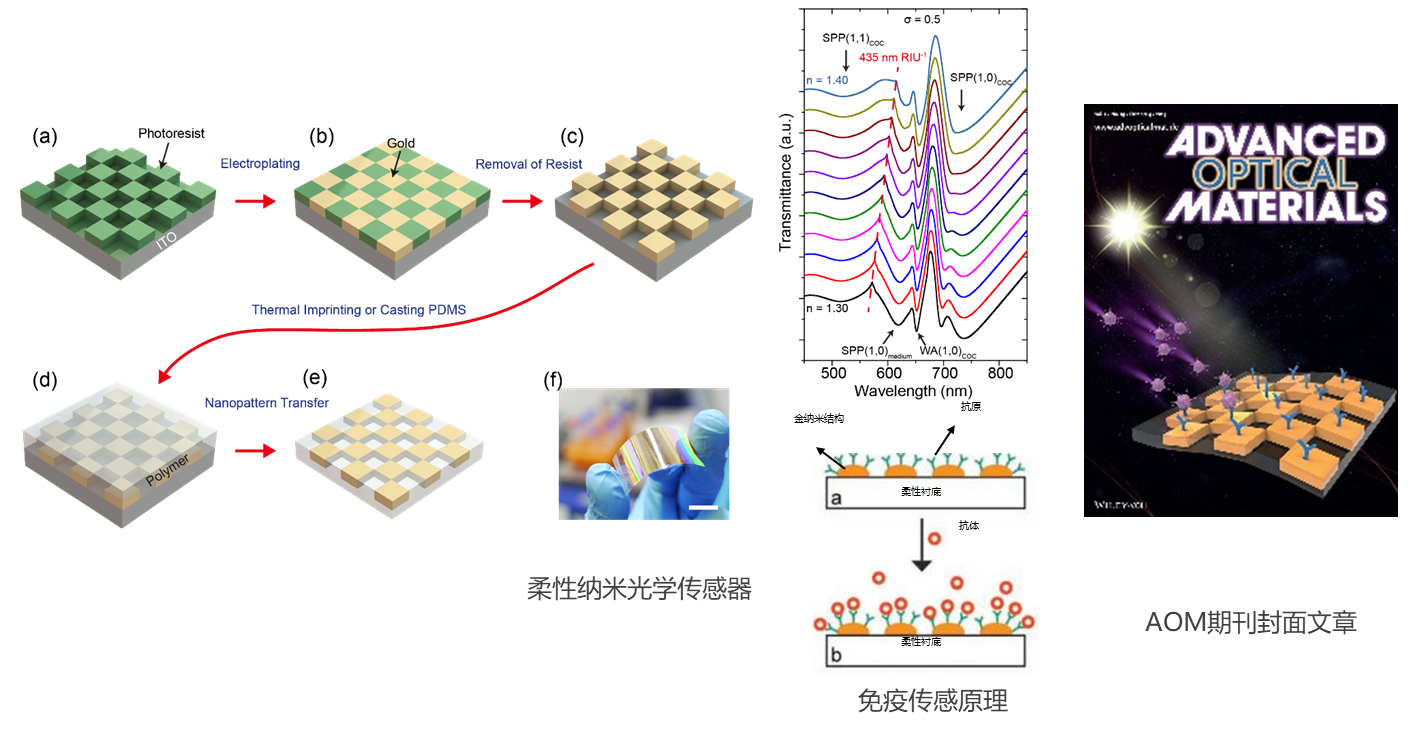 (a)
Photoresist
ITO
Electroplating
(b)
Gold
Removal of Resist
(c)
Thermal Imprinting or Casting PDMS
(d)
Polymer
Nanopattern Transfer
(e)
(f)
柔性纳米光学传感器
σ = 0.5
SPP(1,1)COC
435 nm RIU-1
n = 1.40
SPP(1,0)COC
Transmittance (a.u.)
n = 1.30
SPP(1,0)medium
WA(1,0)COC
500
600
700
800
Wavelength (nm)
金纳米结构
抗原
柔性衬底
a
抗体
柔性衬底
b
免疫传感原理
www.advopticalmat.de
ADVANCED
OPTICAL
MATERIALS
WILEY-VCH
AOM期刊封面文章